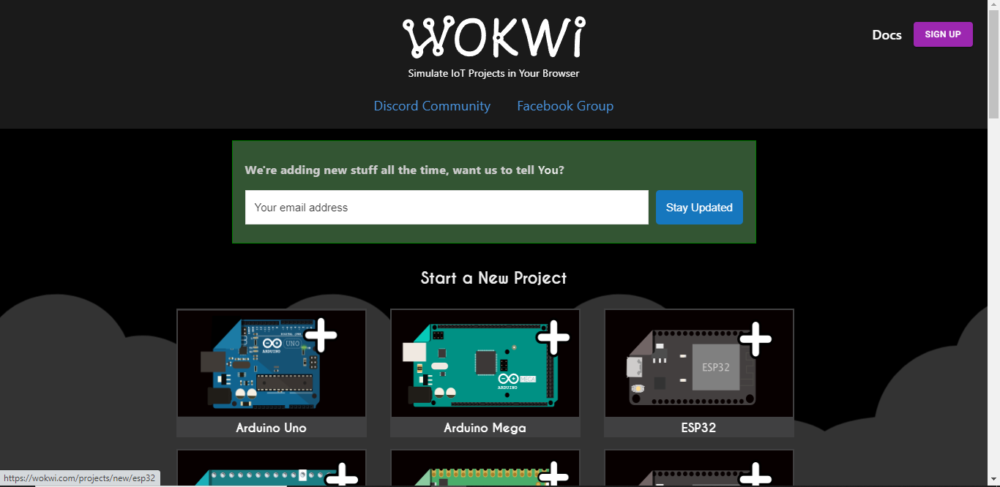 WOKWi
Docs
SIGN UP
Simulate IoT Projects in Your Browser
Discord Community
Facebook Group
We're adding new stuff all the time, want us to tell You?
Your email address
Stay Updated
Start a New Project
UNO
ARDUINO
MEGA
ARDUINO
ESP32
Arduino Uno
Arduino Mega
ESP32
https://wokwi.com/projects/new/esp32